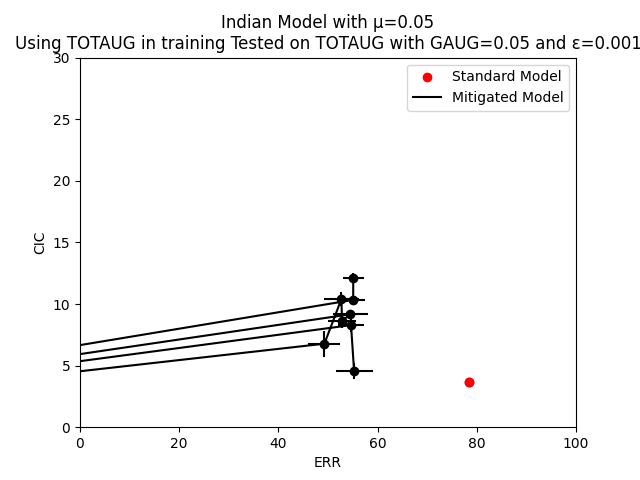 Indian Model with μ=0.05
Using TOTAUG in training Tested on TOTAUG with GAUG=0.05 and ε=0.001
Standard Model
Mitigated Model
30
25
20
15
10
5
0
CIC
0 20 40 60 80 100
ERR